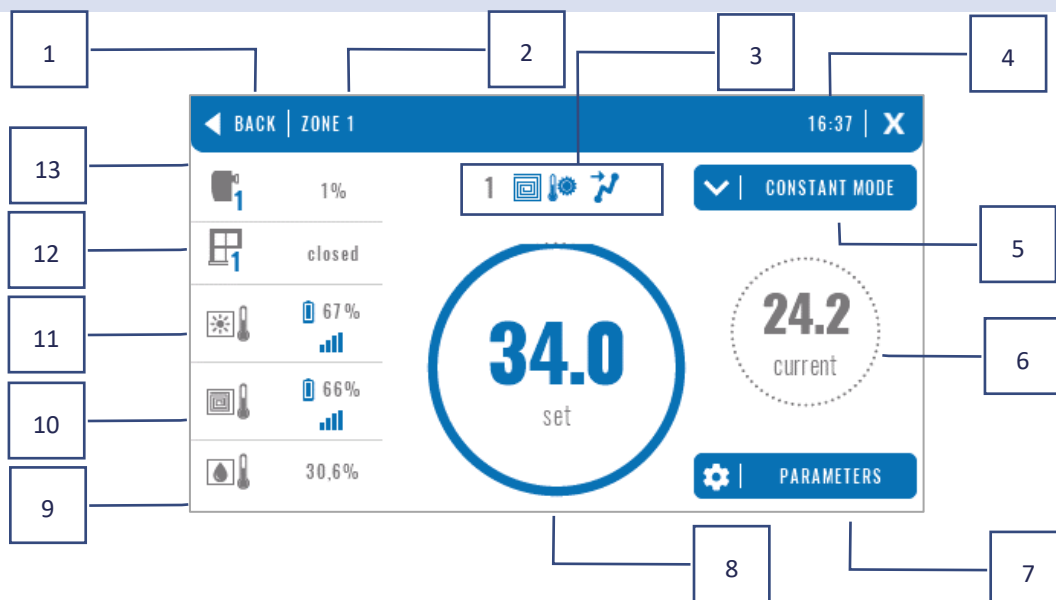 1
2
3
4
BACK
ZONE 1
16:37
X
13
1
1%
1
CONSTANT MODE
12
1
closed
5
11
67%
34.0
set
24.2
current
6
10
66%
9
30,6%
PARAMETERS
8
7